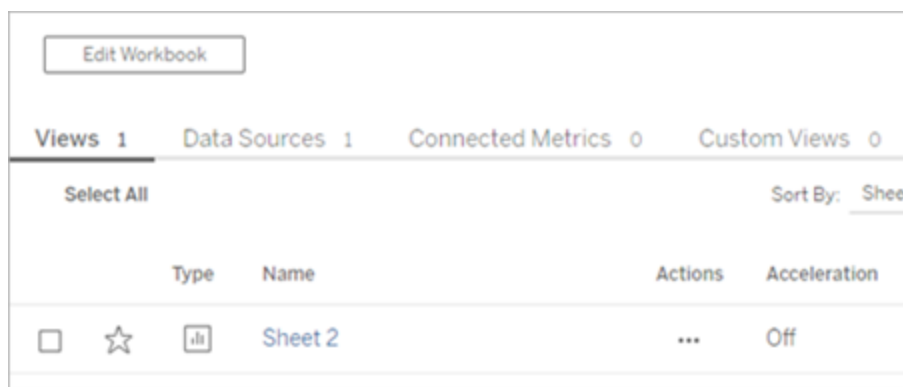 Edit Workbook
Views 1 Data Sources 1 Connected Metrics 0 Custom Views 0
Select All Sort By: Shee
Type Name Actions Acceleration
Sheet 2 ••• Off